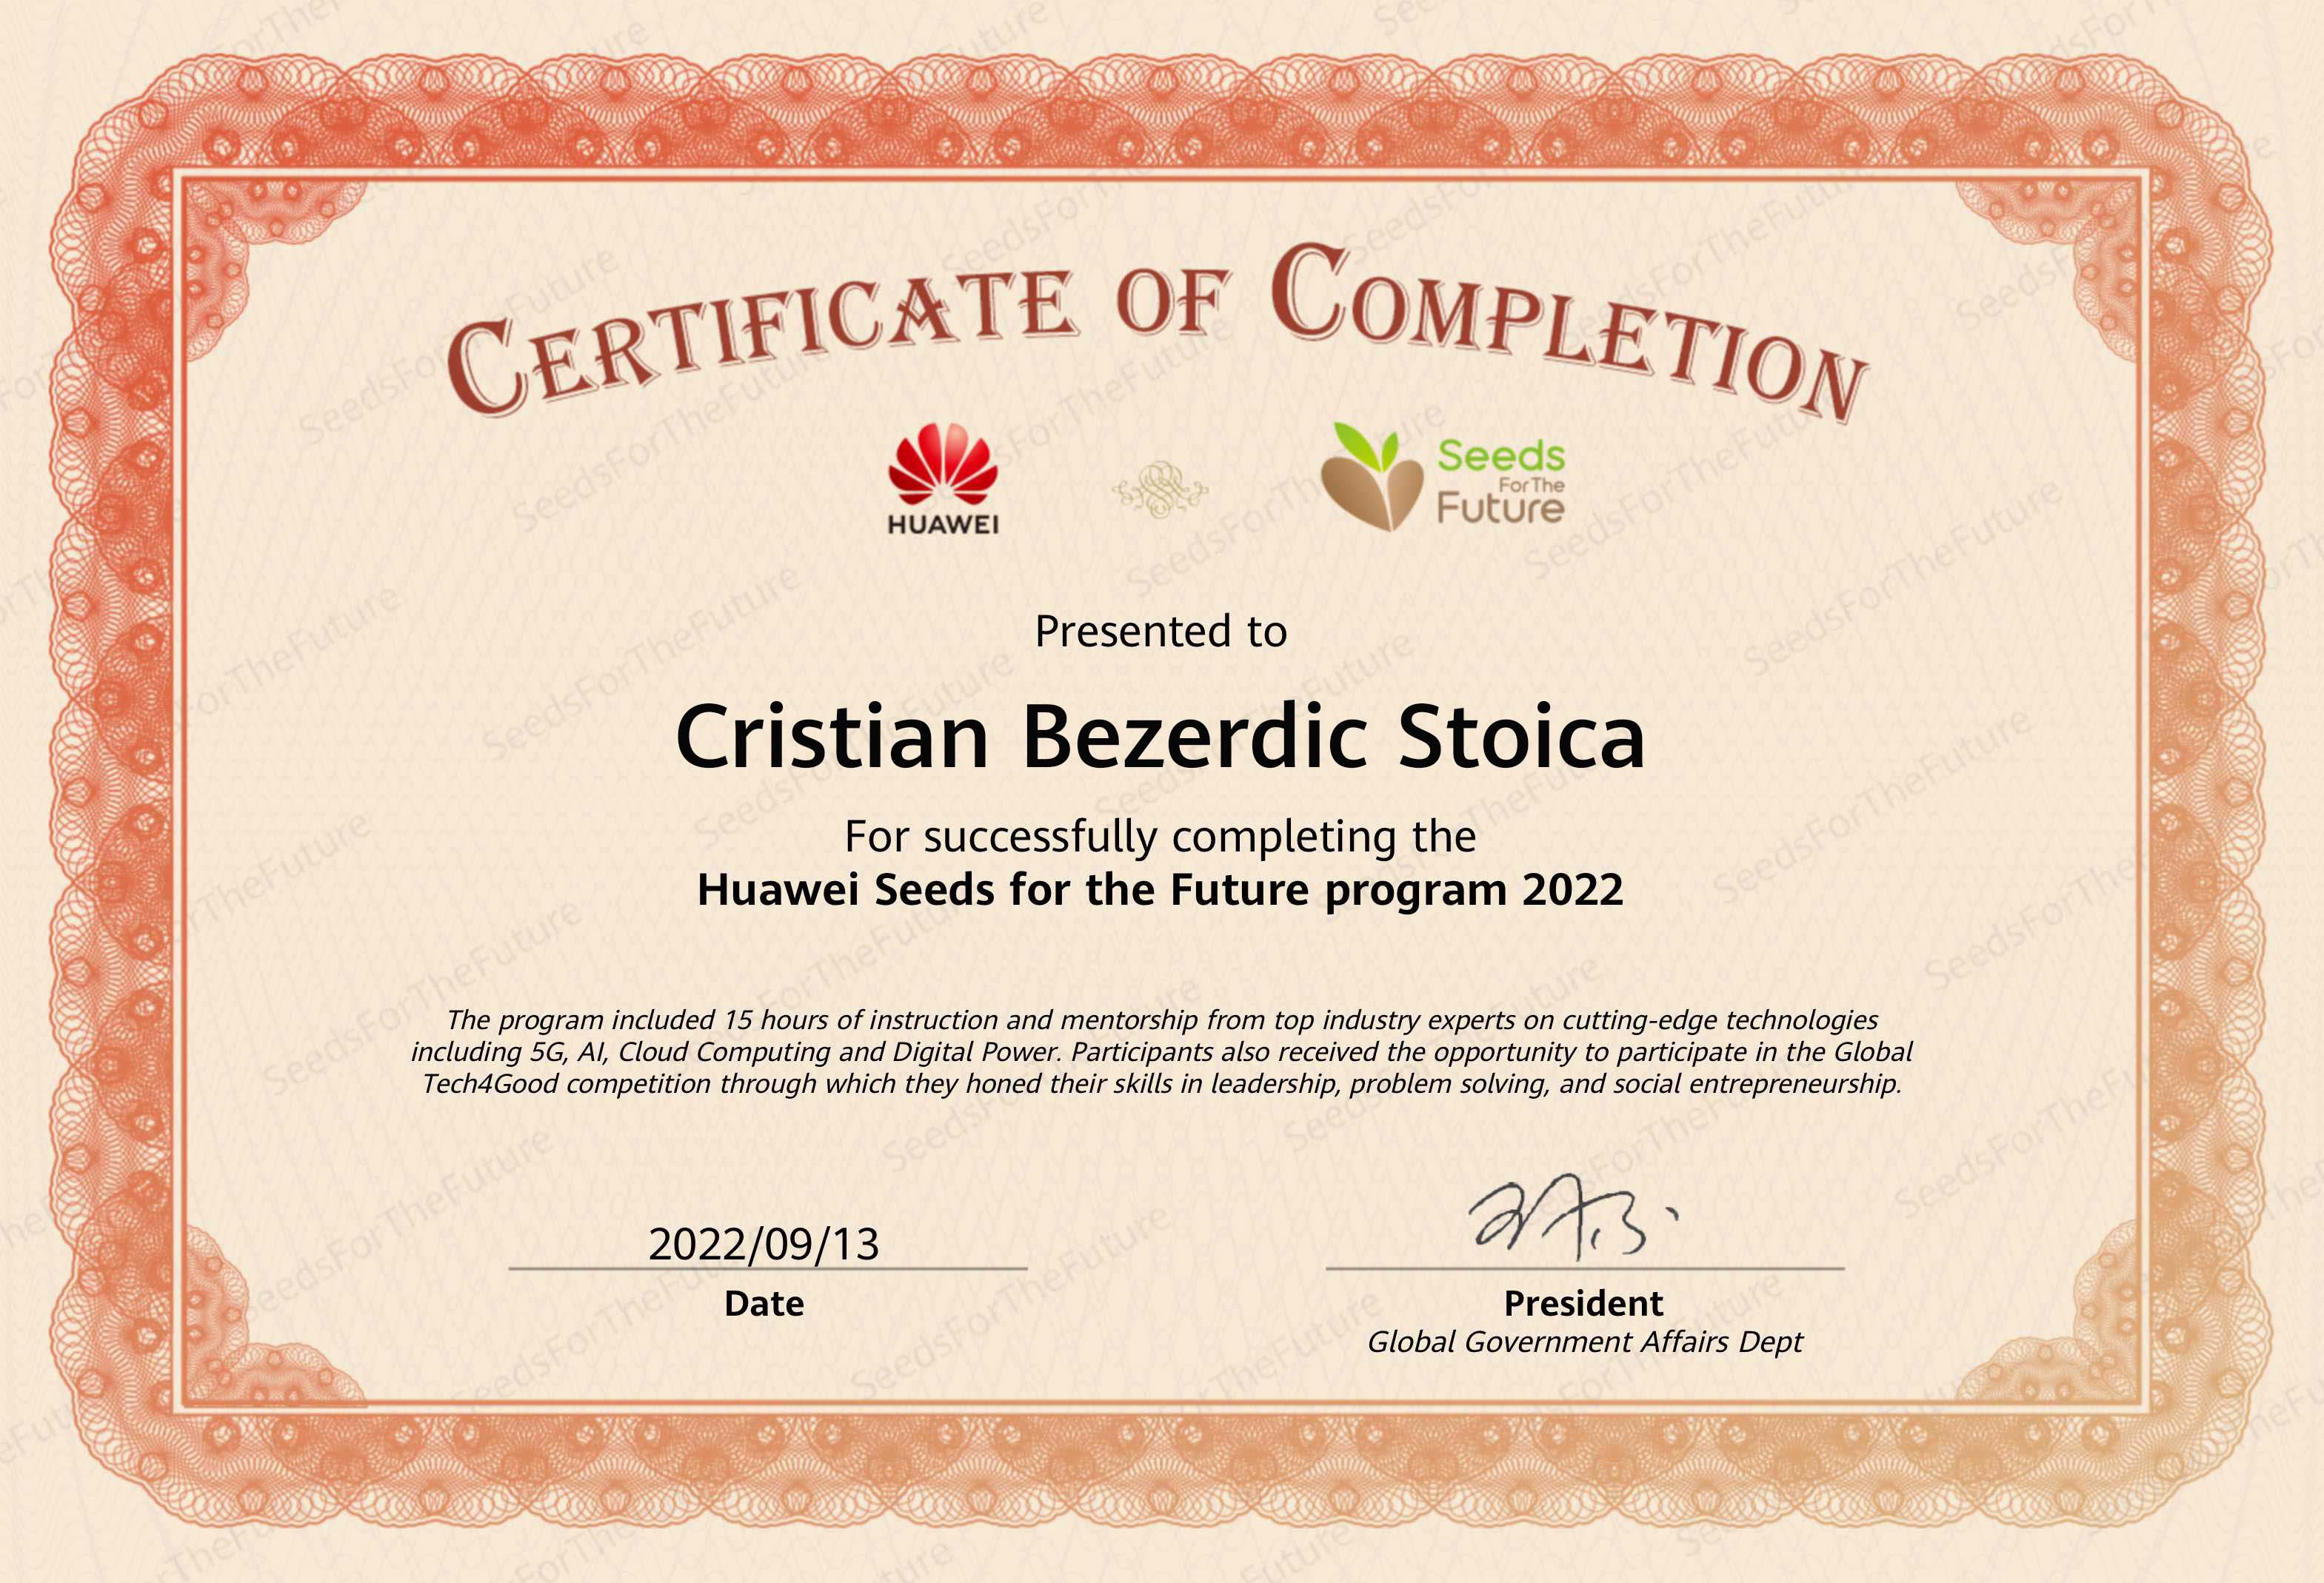 CERTIFICATE OF COMPLETION
HUAWEI
Seeds
For The
Future
Presented to
Cristian Bezerdic Stoica
For successfully completing the
Huawei Seeds for the Future program 2022
The program included 15 hours of instruction and mentorship from top industry experts on cutting-edge technologies
including 5G, AI, Cloud Computing and Digital Power. Participants also received the opportunity to participate in the Global
Tech4Good competition through which they honed their skills in leadership, problem solving, and social entrepreneurship.
2022/09/13
Date
President
Global Government Affairs Dept
SeedsForTheFuture